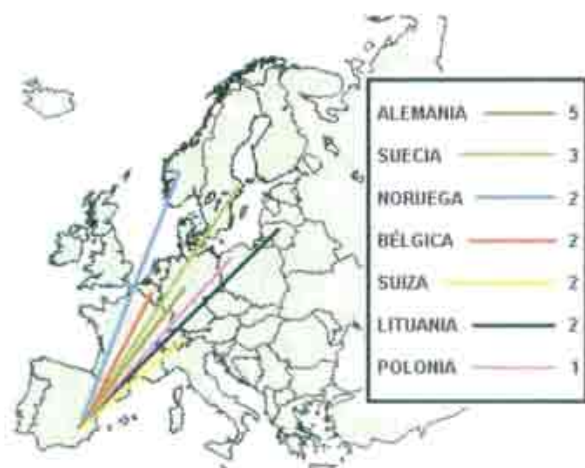 ALEMANIA 5
SUECIA 3
NORUEGA 2
BÉLGICA 2
SUIZA 2
LITUANIA 2
POLONIA 1